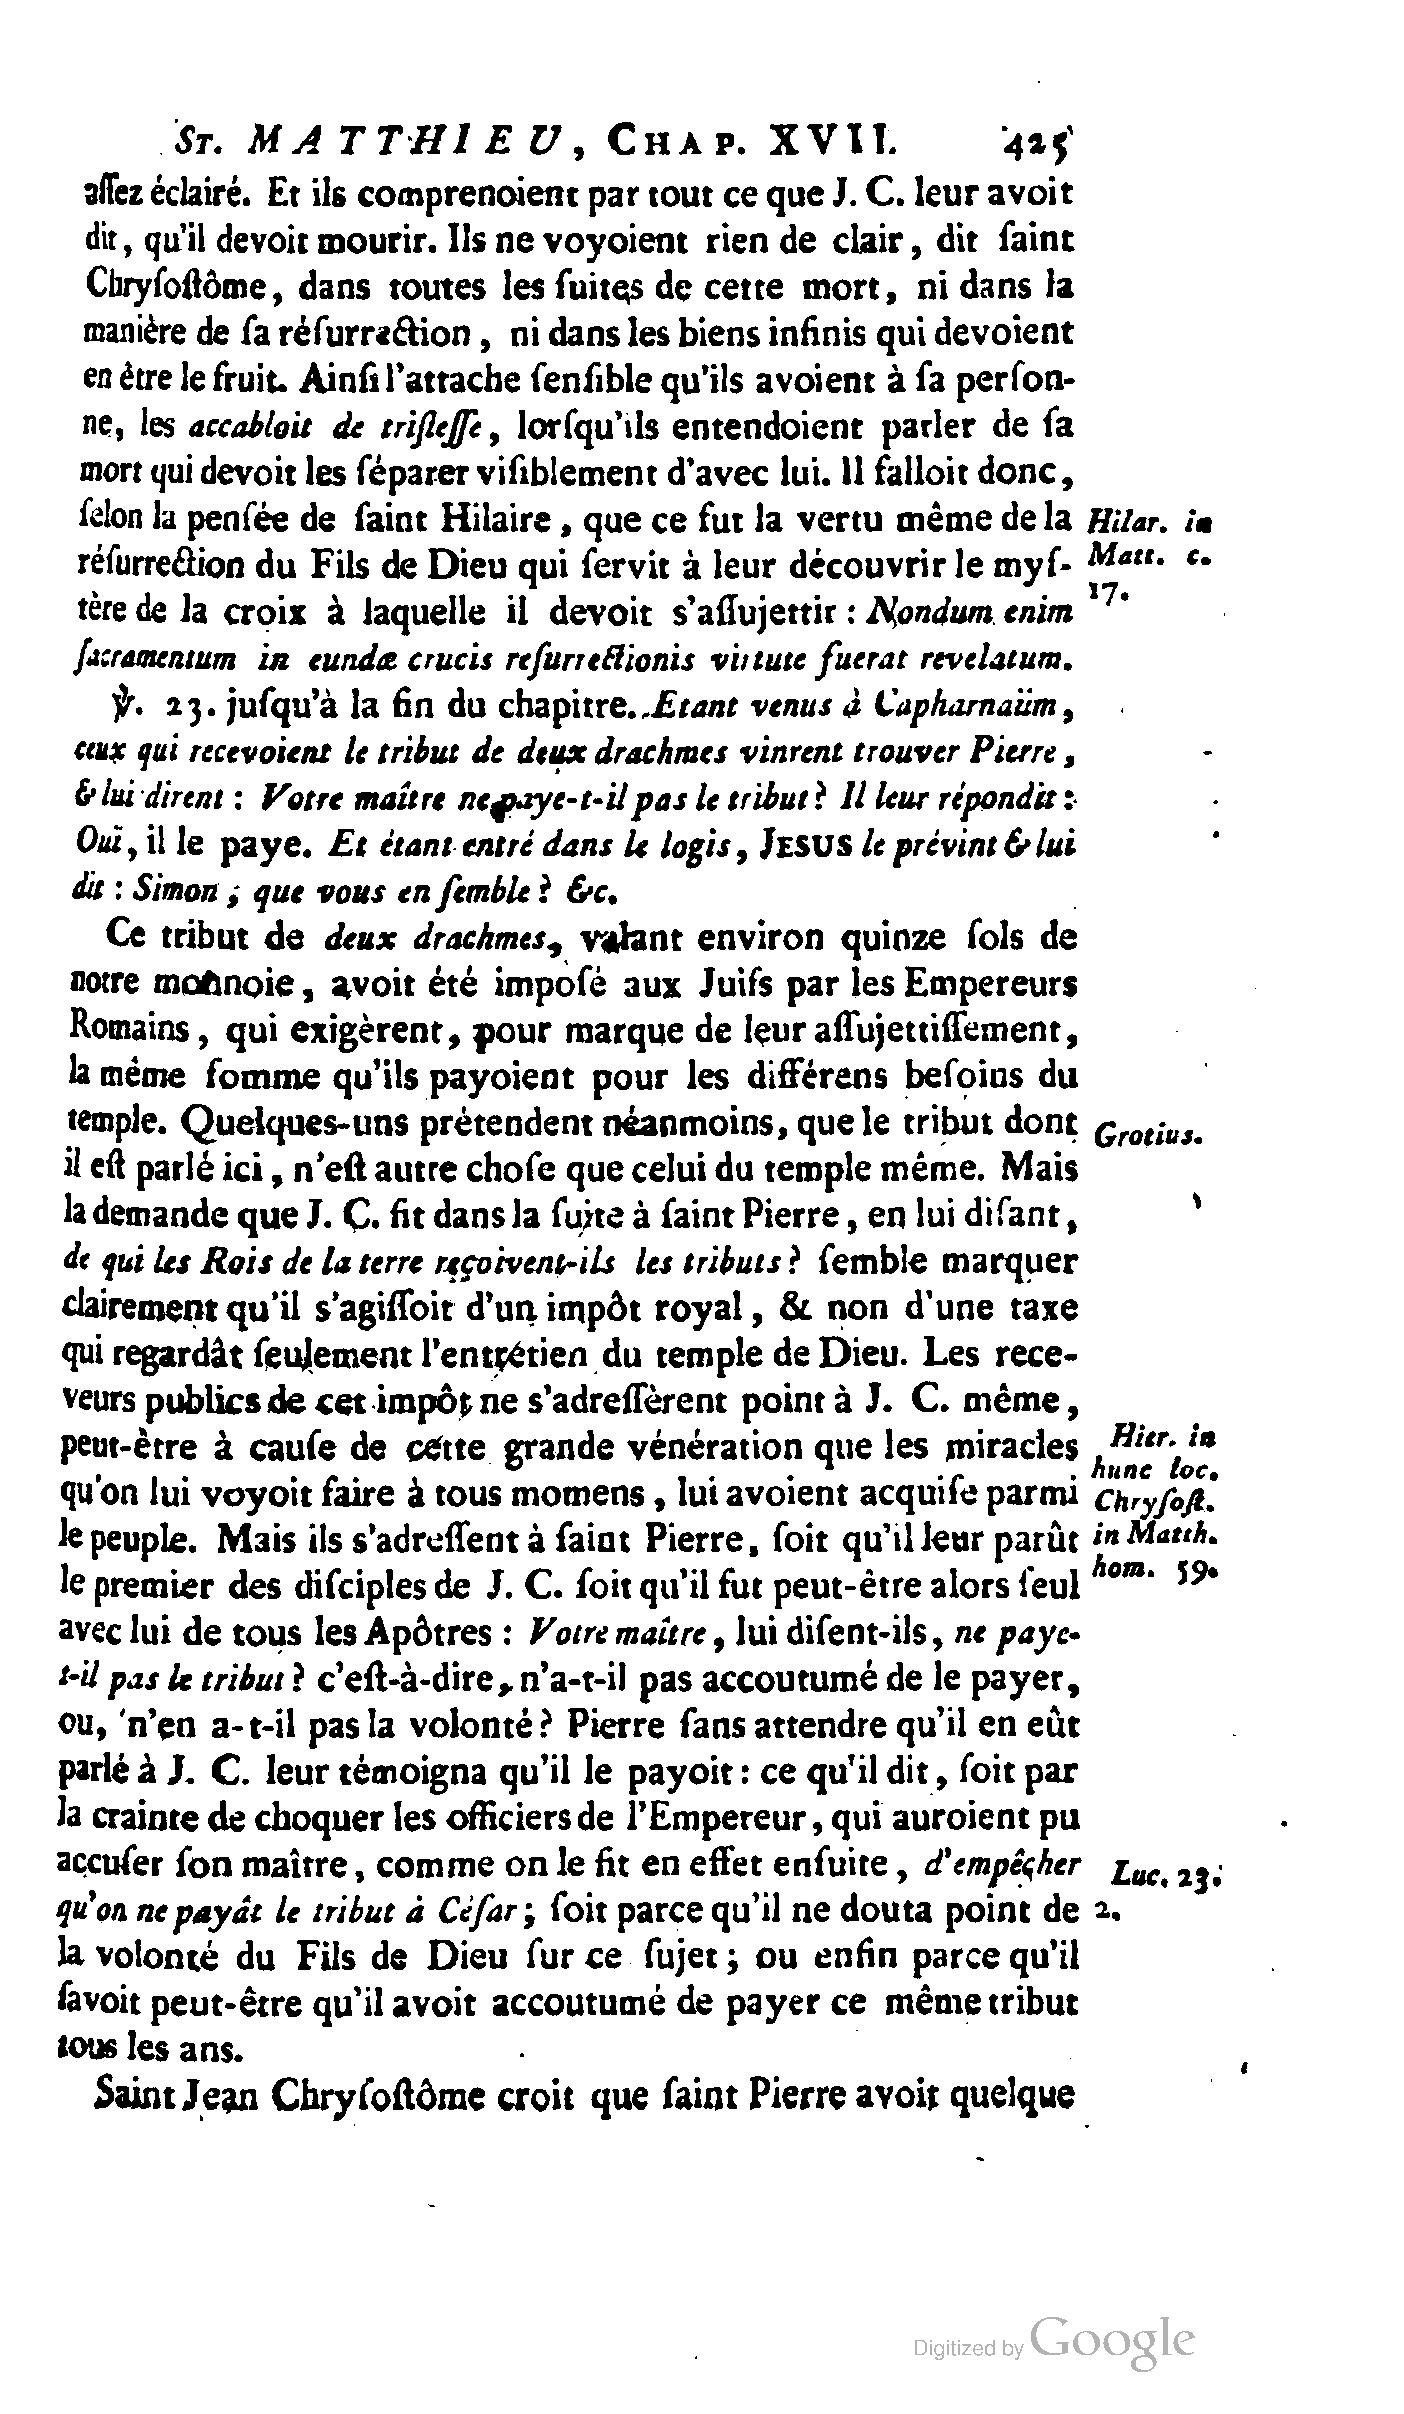 ST. MATTHIEU, CHAP. XVII. 425
aſſez éclairé. Et ils comprenoient par tout ce que J. C. leur avoit
dit, qu'il devoit mourir. Ils ne voyoient rien de clair, dit ſaint
Chryſoſtôme, dans toutes les ſuites de cette mort, ni dans la
manière de ſa réſurrection, ni dans les biens infinis qui devoient
en être le fruit. Ainſi l'attache ſenſible qu'ils avoient à ſa perſon-
ne, les accabloit de triſteſſe, lorſqu'ils entendoient parler de ſa
mort qui devoit les ſéparer viſiblement d'avec lui. Il falloit donc,
ſelon la penſée de ſaint Hilaire, que ce fut la vertu même de la
réſurrection du Fils de Dieu qui ſervit à leur découvrir le myſ-
tère de la croix à laquelle il devoit s'aſſujettir : Nondum enim
ſacramentum in eundæ crucis reſurrectionis virtute fuerat revelatum.
Hilar. in
Matt. c.
17.
℣. 23. juſqu'à la fin du chapitre. Etant venus à Capharnaüm,
ceux qui recevoient le tribut de deux drachmes vinrent trouver Pierre,
& lui dirent : Votre maître ne paye-t-il pas le tribut ? Il leur répondit :
Oui, il le paye. Et étant entré dans le logis, JESUS le prévint & lui
dit : Simon, que vous en ſemble ? &c.
Ce tribut de deux drachmes, valant environ quinze ſols de
notre monnoie, avoit été impoſé aux Juifs par les Empereurs
Romains, qui exigèrent, pour marque de leur aſſujettiſſement,
la même ſomme qu'ils payoient pour les différens beſoins du
temple. Quelques-uns prétendent néanmoins, que le tribut dont
il eſt parlé ici, n'eſt autre choſe que celui du temple même. Mais
la demande que J. C. fit dans la ſuite à ſaint Pierre, en lui diſant,
de qui les Rois de la terre reçoivent-ils les tributs ? ſemble marquer
clairement qu'il s'agiſſoit d'un impôt royal, & non d'une taxe
qui regardât ſeulement l'entrétien du temple de Dieu. Les rece-
veurs publics de cet impôt ne s'adreſſèrent point à J. C. même,
peut-être à cauſe de cette grande vénération que les miracles
qu'on lui voyoit faire à tous momens, lui avoient acquiſe parmi
le peuple. Mais ils s'adreſſent à ſaint Pierre, ſoit qu'il leur parût
le premier des diſciples de J. C. ſoit qu'il fut peut-être alors ſeul
avec lui de tous les Apôtres : Votre maître, lui diſent-ils, ne paye-
t-il pas le tribut ? c'eſt-à-dire, n'a-t-il pas accoutumé de le payer,
ou, n'en a-t-il pas la volonté ? Pierre ſans attendre qu'il en eût
parlé à J. C. leur témoigna qu'il le payoit : ce qu'il dit, ſoit par
la crainte de choquer les officiers de l'Empereur, qui auroient pu
accuſer ſon maître, comme on le fit en effet enſuite, d'empêcher
qu'on ne payât le tribut à Céſar ; ſoit parce qu'il ne douta point de
la volonté du Fils de Dieu ſur ce ſujet ; ou enfin parce qu'il
ſavoit peut-être qu'il avoit accoutumé de payer ce même tribut
tous les ans.
Grotius.
Hier. in
hunc loc.
Chryſoſt.
in Matth.
hom. 59.
Luc. 23.
2.
Saint Jean Chryſoſtôme croit que ſaint Pierre avoit quelque
Digitized by Google